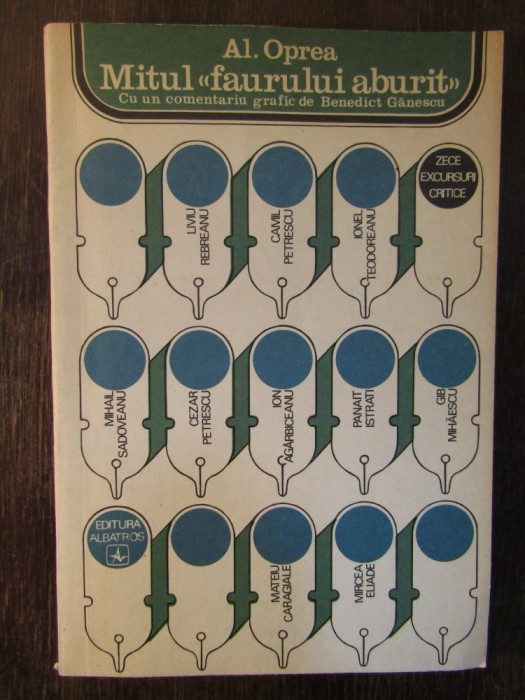 Al. Oprea
Mitul «faurului aburit»
Cu un comentariu grafic de Benedict Gănescu
LIVIU
REBREANU
CAMIL
PETRESCU
IONEL
TEODOREANU
ZECE
EXCURSURI
CRITICE
MIHAIL
SADOVEANU
CEZAR
PETRESCU
ION
AGÂRBICEANU
PANAIT
ISTRATI
GIB
MIHĂESCU
EDITURA
ALBATROS
MATEIU
CARAGIALE
MIRCEA
ELIADE